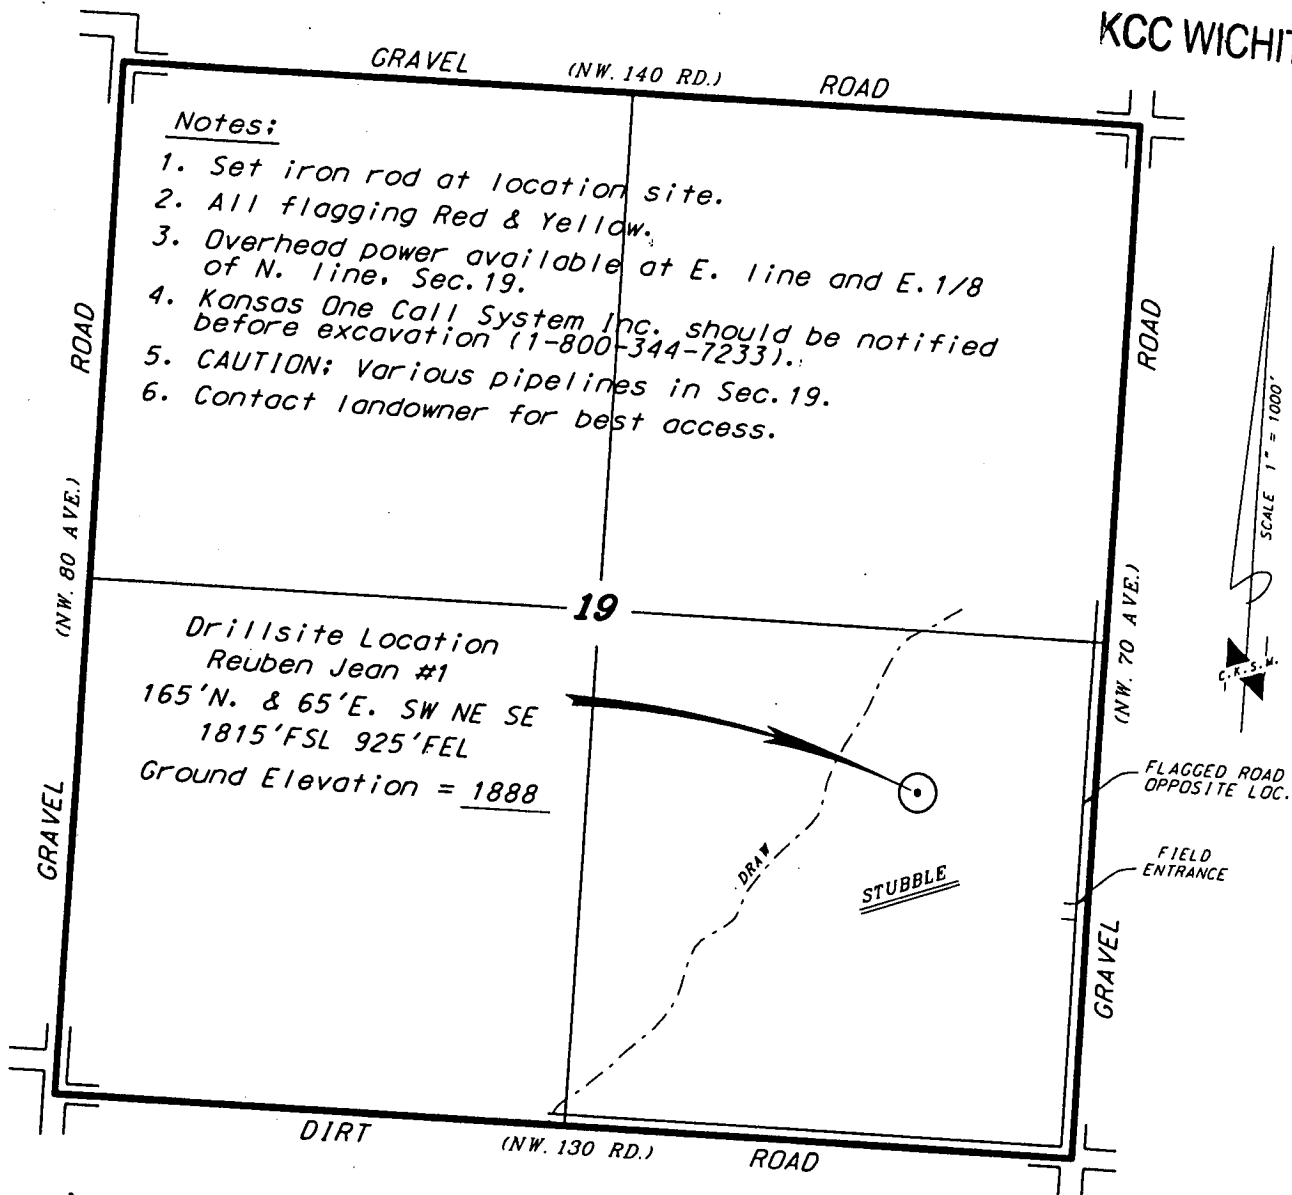 KCC WICHIT
GRAVEL (NW. 140 RD.) ROAD
Notes:
1. Set iron rod at location site.
2. All flagging Red & Yellow.
3. Overhead power available at E. line and E. 1/8
of N. line, Sec. 19.
4. Kansas One Call System Inc. should be notified
before excavation (1-800-344-7233).
5. CAUTION: Various pipelines in Sec. 19.
6. Contact landowner for best access.
ROAD
(NW. 80 AVE.)
GRAVEL
ROAD
(NW. 70 AVE.)
GRAVEL
SCALE 1" = 1000'
C.K.S.M.
19
Drillsite Location
Reuben Jean #1
165'N. & 65'E. SW NE SE
1815'FSL 925'FEL
Ground Elevation = 1888
FLAGGED ROAD
OPPOSITE LOC.
FIELD
ENTRANCE
DRAW
STUBBLE
DIRT (NW. 130 RD.) ROAD